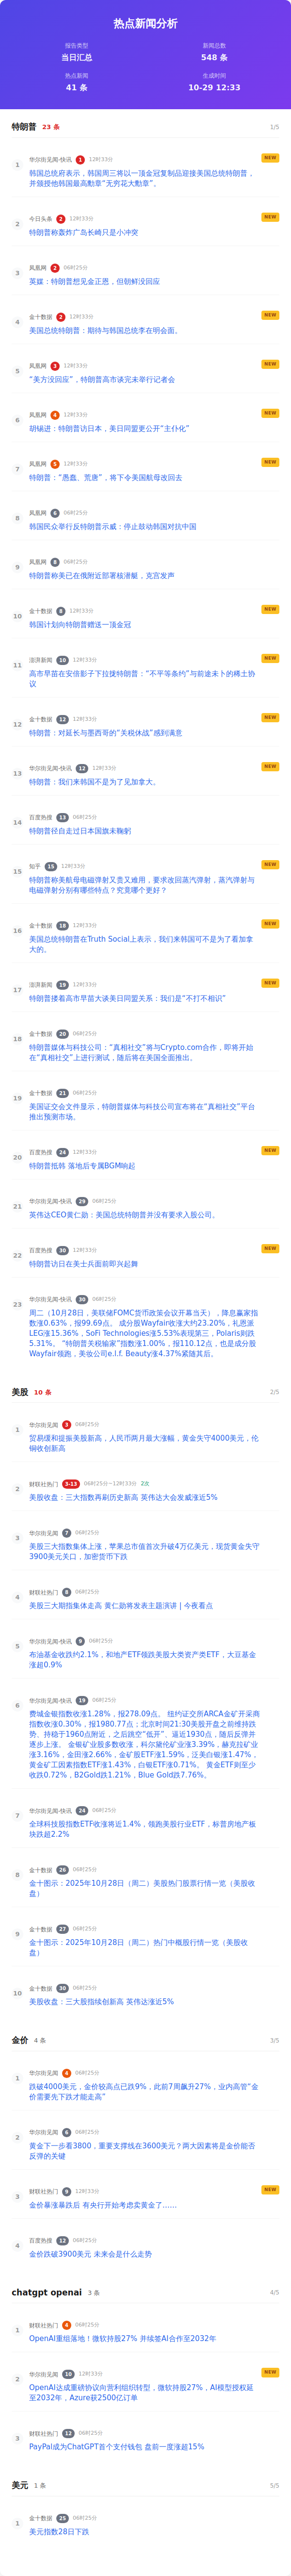 热点新闻分析
报告类型
新闻总数
当日汇总
548 条
热点新闻
生成时间
41 条
10-29 12:33
特朗普 23 条 1/5
1 华尔街见闻-快讯 1 12时33分 NEW
韩国总统府表示，韩国周三将以一顶金冠复制品迎接美国总统特朗普，
并颁授他韩国最高勳章“无穷花大勳章”。
2 今日头条 2 12时33分 NEW
特朗普称轰炸广岛长崎只是小冲突
3 凤凰网 2 06时25分
英媒：特朗普想见金正恩，但朝鲜没回应
4 金十数据 2 12时33分 NEW
美国总统特朗普：期待与韩国总统李在明会面。
5 凤凰网 3 12时33分 NEW
“美方没回应”，特朗普高市谈完未举行记者会
6 凤凰网 4 12时33分 NEW
胡锡进：特朗普访日本，美日同盟更公开“主仆化”
7 凤凰网 5 12时33分 NEW
特朗普：“愚蠢、荒唐”，将下令美国航母改回去
8 凤凰网 6 06时25分
韩国民众举行反特朗普示威：停止鼓动韩国对抗中国
9 凤凰网 8 06时25分
特朗普称美已在俄附近部署核潜艇，克宫发声
10 金十数据 8 12时33分 NEW
韩国计划向特朗普赠送一顶金冠
11 澎湃新闻 10 12时33分 NEW
高市早苗在安倍影子下拉拢特朗普：“不平等条约”与前途未卜的稀土协
议
12 金十数据 12 12时33分 NEW
特朗普：对延长与墨西哥的“关税休战”感到满意
13 华尔街见闻-快讯 12 12时33分 NEW
特朗普：我们来韩国不是为了见加拿大。
14 百度热搜 13 06时25分
特朗普径自走过日本国旗未鞠躬
15 知乎 15 12时33分 NEW
特朗普称美航母电磁弹射又贵又难用，要求改回蒸汽弹射，蒸汽弹射与
电磁弹射分别有哪些特点？究竟哪个更好？
16 金十数据 18 12时33分 NEW
美国总统特朗普在Truth Social上表示，我们来韩国可不是为了看加拿
大的。
17 澎湃新闻 19 12时33分 NEW
特朗普搂着高市早苗大谈美日同盟关系：我们是“不打不相识”
18 金十数据 20 06时25分
特朗普媒体与科技公司：“真相社交”将与Crypto.com合作，即将开始
在“真相社交”上进行测试，随后将在美国全面推出。
19 金十数据 21 06时25分
美国证交会文件显示，特朗普媒体与科技公司宣布将在“真相社交”平台
推出预测市场。
20 百度热搜 24 12时33分 NEW
特朗普抵韩 落地后专属BGM响起
21 华尔街见闻-快讯 29 06时25分
英伟达CEO黄仁勋：美国总统特朗普并没有要求入股公司。
22 百度热搜 30 12时33分 NEW
特朗普访日在美士兵面前即兴起舞
23 华尔街见闻-快讯 30 06时25分
周二（10月28日，美联储FOMC货币政策会议开幕当天），降息赢家指
数涨0.63%，报99.69点。 成分股Wayfair收涨大约23.20%，礼恩派
LEG涨15.36%，SoFi Technologies涨5.53%表现第三，Polaris则跌
5.31%。 “特朗普关税输家”指数涨1.00%，报110.12点，也是成分股
Wayfair领跑，美妆公司e.l.f. Beauty涨4.37%紧随其后。
美股 10 条 2/5
1 华尔街见闻 3 06时25分
贸易缓和提振美股新高，人民币两月最大涨幅，黄金失守4000美元，伦
铜收创新高
2 财联社热门 3-13 06时25分~12时33分 2次
美股收盘：三大指数再刷历史新高 英伟达大会发威涨近5%
3 华尔街见闻 7 06时25分
美股三大指数集体上涨，苹果总市值首次升破4万亿美元，现货黄金失守
3900美元关口，加密货币下跌
4 财联社热门 8 06时25分
美股三大期指集体走高 黄仁勋将发表主题演讲 | 今夜看点
5 华尔街见闻-快讯 9 06时25分
布油基金收跌约2.1%，和地产ETF领跌美股大类资产类ETF，大豆基金
涨超0.9%
6 华尔街见闻-快讯 19 06时25分
费城金银指数收涨1.28%，报278.09点。 纽约证交所ARCA金矿开采商
指数收涨0.30%，报1980.77点；北京时间21:30美股开盘之前维持跌
势、持稳于1960点附近，之后跳空“低开”、逼近1930点，随后反弹并
逐步上涨。 金银矿业股多数收涨，科尔黛伦矿业涨3.39%，赫克拉矿业
涨3.16%，金田涨2.66%，金矿股ETF涨1.59%，泛美白银涨1.47%，
黄金矿工因素指数ETF涨1.43%，白银ETF涨0.71%。 黄金ETF则至少
收跌0.72%，B2Gold跌1.21%，Blue Gold跌7.76%。
7 华尔街见闻-快讯 24 06时25分
全球科技股指数ETF收涨将近1.4%，领跑美股行业ETF，标普房地产板
块跌超2.2%
8 金十数据 26 06时25分
金十图示：2025年10月28日（周二）美股热门股票行情一览（美股收
盘）
9 金十数据 27 06时25分
金十图示：2025年10月28日（周二）热门中概股行情一览（美股收
盘）
10 金十数据 30 06时25分
美股收盘：三大股指续创新高 英伟达涨近5%
金价 4 条 3/5
1 华尔街见闻 4 06时25分
跌破4000美元，金价较高点已跌9%，此前7周飙升27%，业内高管“金
价需要先下跌才能走高”
2 华尔街见闻 6 06时25分
黄金下一步看3800，重要支撑线在3600美元？两大因素将是金价能否
反弹的关键
3 财联社热门 9 12时33分 NEW
金价暴涨暴跌后 有央行开始考虑卖黄金了……
4 百度热搜 12 06时25分
金价跌破3900美元 未来会是什么走势
chatgpt openai 3 条 4/5
1 财联社热门 4 06时25分
OpenAI重组落地！微软持股27% 并续签AI合作至2032年
2 华尔街见闻 10 12时33分 NEW
OpenAI达成重磅协议向营利组织转型，微软持股27%，AI模型授权延
至2032年，Azure获2500亿订单
3 财联社热门 12 06时25分
PayPal成为ChatGPT首个支付钱包 盘前一度涨超15%
美元 1 条 5/5
1 金十数据 25 06时25分
美元指数28日下跌